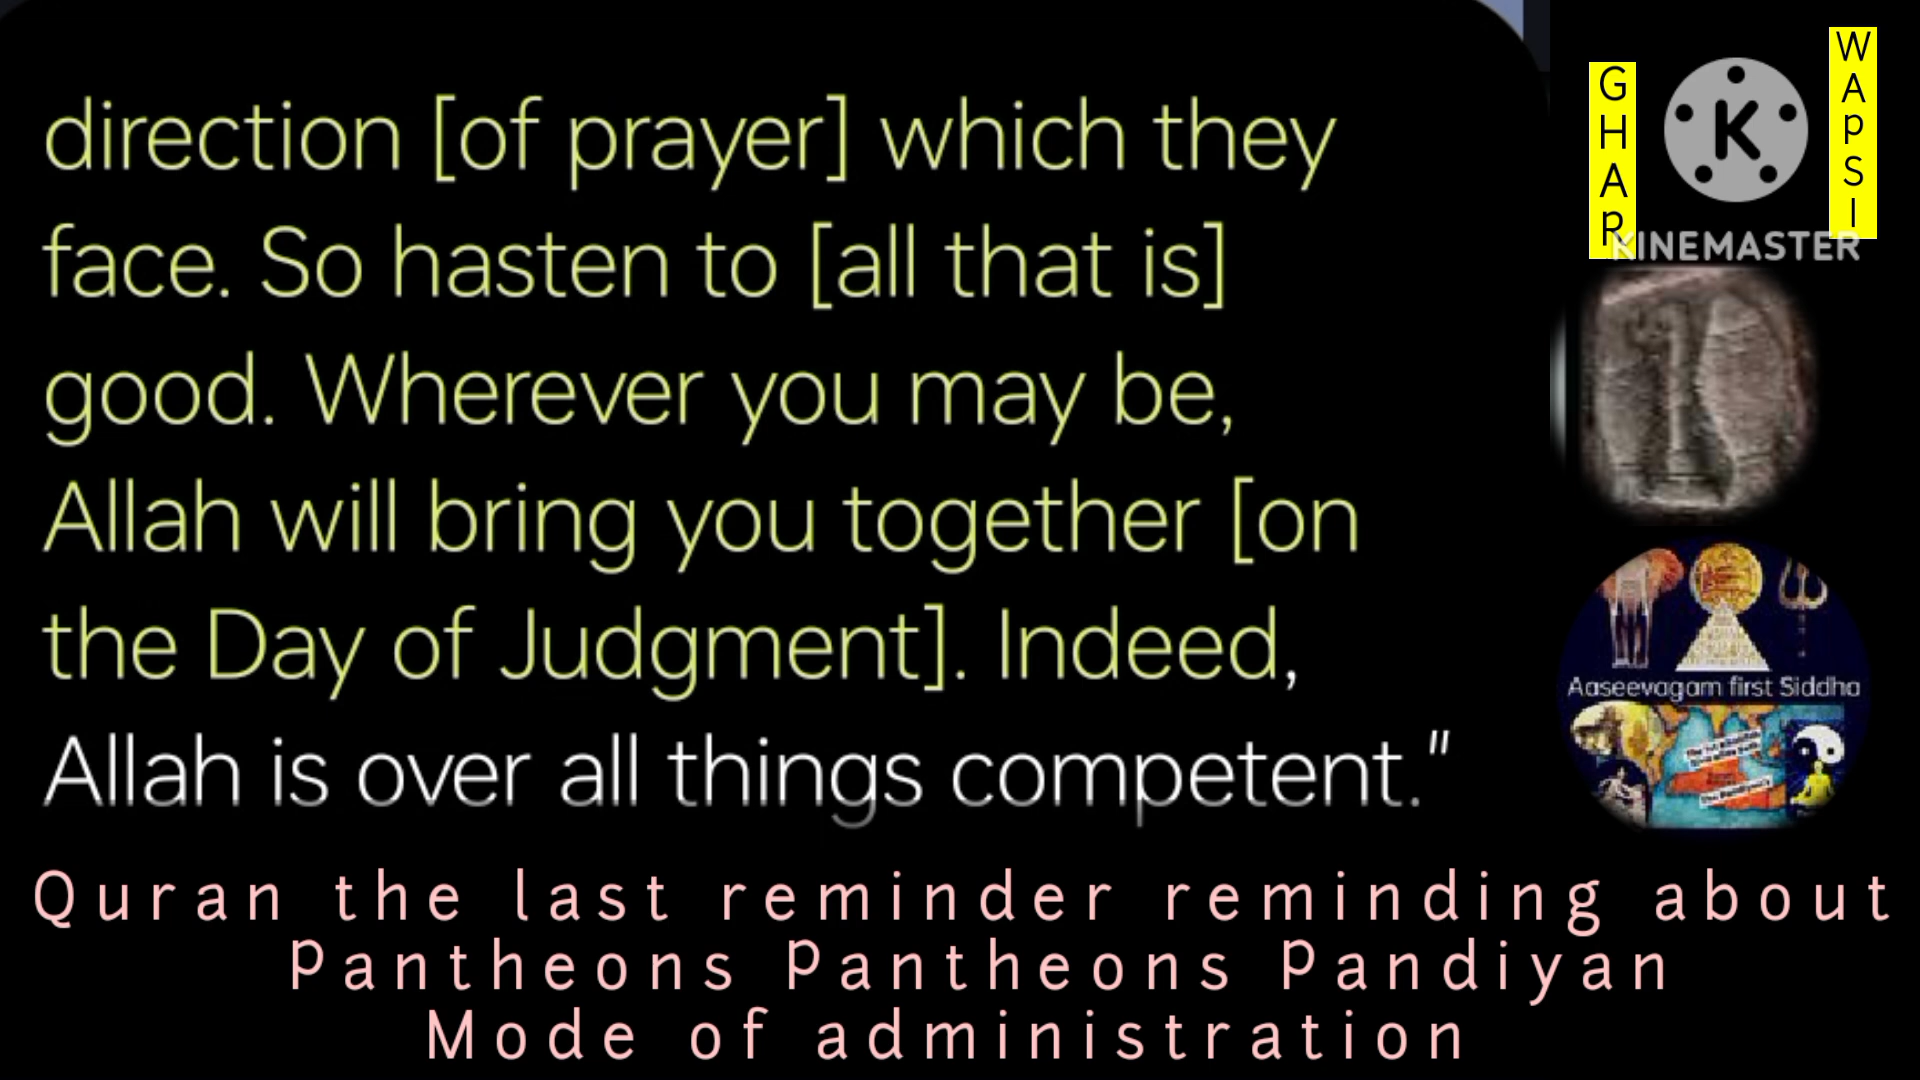 direction [of prayer] which they
face. So hasten to [all that is]
good. Wherever you may be,
Allah will bring you together [on
the Day of Judgment]. Indeed,
Allah is over all things competent."
GHAR
WAPSI
K
KINEMASTER
Aaseevagam first Siddha
Quran the last reminder reminding about
Pantheons Pantheons Pandiyan
Mode of administration